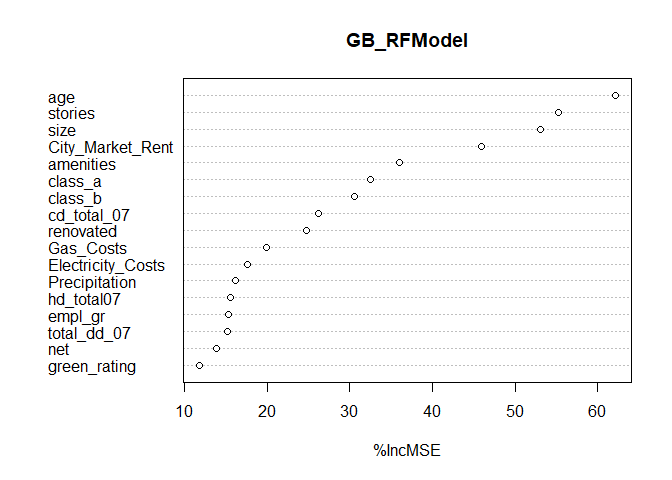 GB_RFModel
age
stories
size
City_Market_Rent
amenities
class_a
class_b
cd_total_07
renovated
Gas_Costs
Electricity_Costs
Precipitation
hd_total07
empl_gr
total_dd_07
net
green_rating
10 20 30 40 50 60
%IncMSE